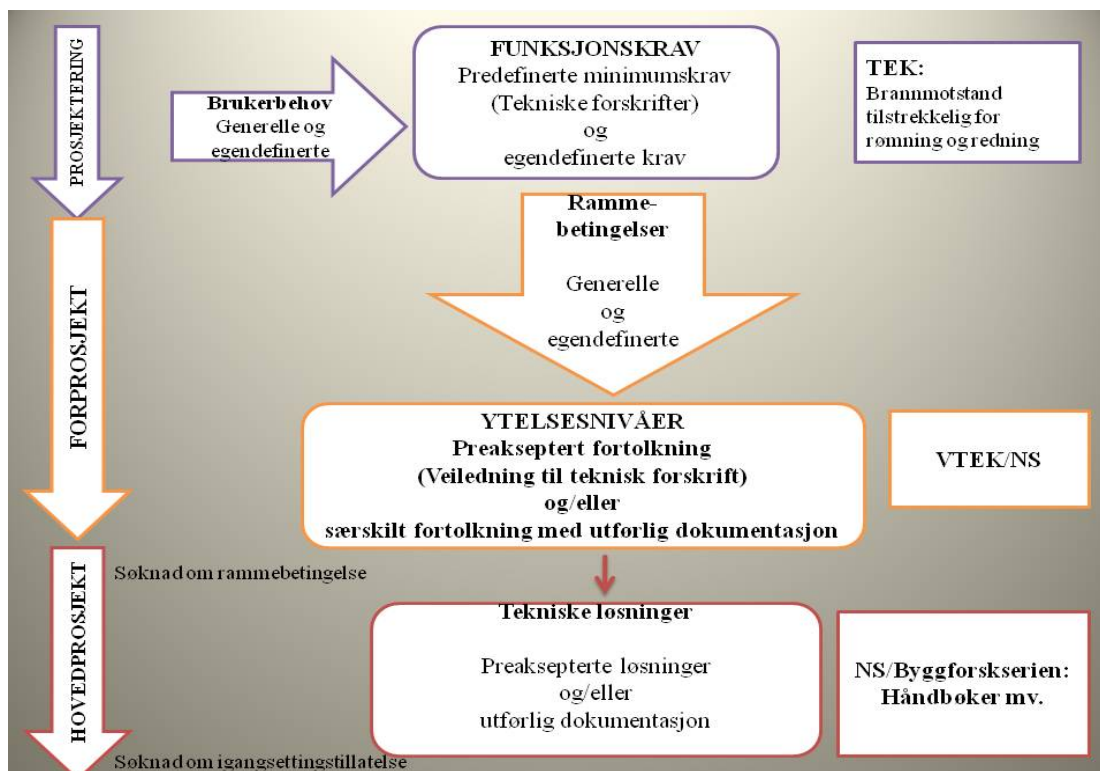 PROSJEKTERING
Brukerbehov
Generelle og
egendefinerte
FUNKSJONSKRAV
Predefinerte minimumskrav
(Tekniske forskrifter)
og
egendefinerte krav
TEK:
Brannmotstand
tilstrekkelig for
rømning og redning
FORPROSJEKT
Ramme-
betingelser
Generelle
og
egendefinerte
YTELSESNIVÅER
Preakseptert fortolkning
(Veiledning til teknisk forskrift)
og/eller
særskilt fortolkning med utførlig dokumentasjon
VTEK/NS
HOVEDPROSJEKT
Søknad om rammebetingelse
Tekniske løsninger
Preaksepterte løsninger
og/eller
utførlig dokumentasjon
NS/Byggforskserien:
Håndbøker mv.
Søknad om igangsettingstillatelse